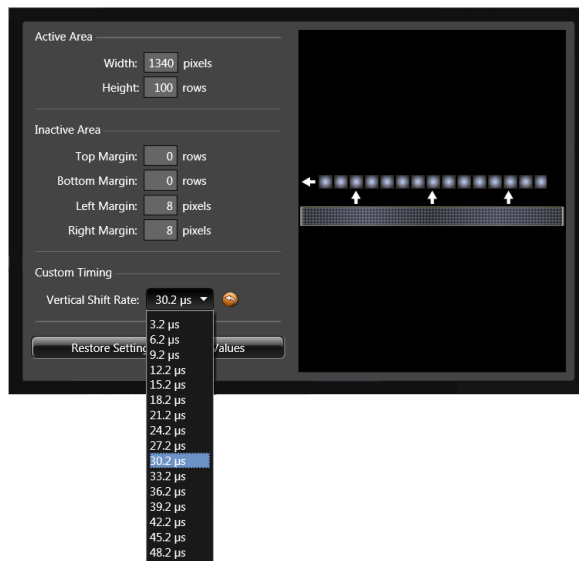 Active Area
Width: 1340 pixels
Height: 100 rows
Inactive Area
Top Margin: 0 rows
Bottom Margin: 0 rows
Left Margin: 8 pixels
Right Margin: 8 pixels
Custom Timing
Vertical Shift Rate: 30.2 µs
3.2 µs
6.2 µs
Restore Setting Values
9.2 µs
12.2 µs
15.2 µs
18.2 µs
21.2 µs
24.2 µs
27.2 µs
30.2 µs
33.2 µs
36.2 µs
39.2 µs
42.2 µs
45.2 µs
48.2 µs